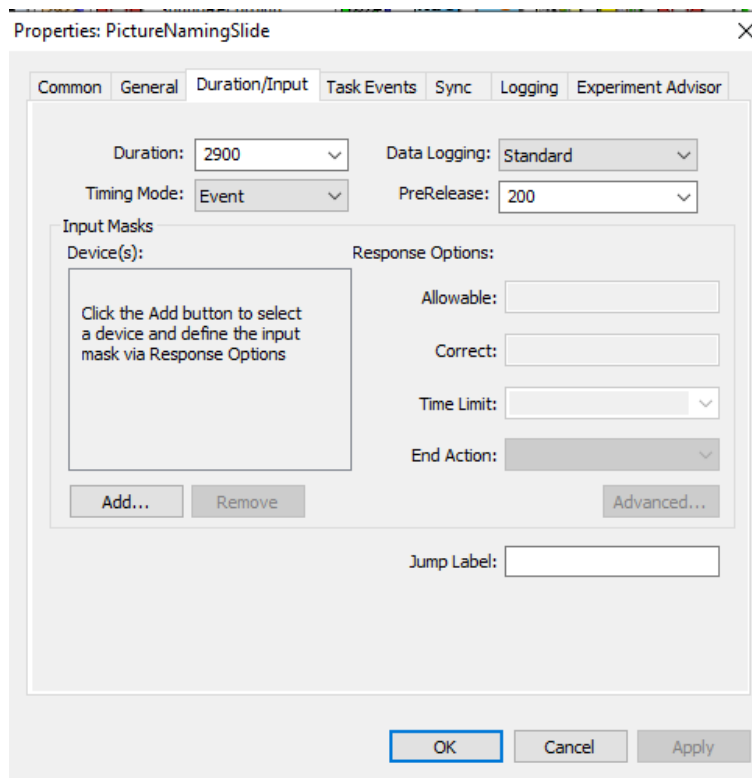 Properties: PictureNamingSlide
Common General Duration/Input Task Events Sync Logging Experiment Advisor
Duration: 2900 Data Logging: Standard
Timing Mode: Event PreRelease: 200
Input Masks
Device(s): Response Options:
Click the Add button to select
a device and define the input
mask via Response Options
Allowable:
Correct:
Time Limit:
End Action:
Add... Remove Advanced...
Jump Label:
OK Cancel Apply